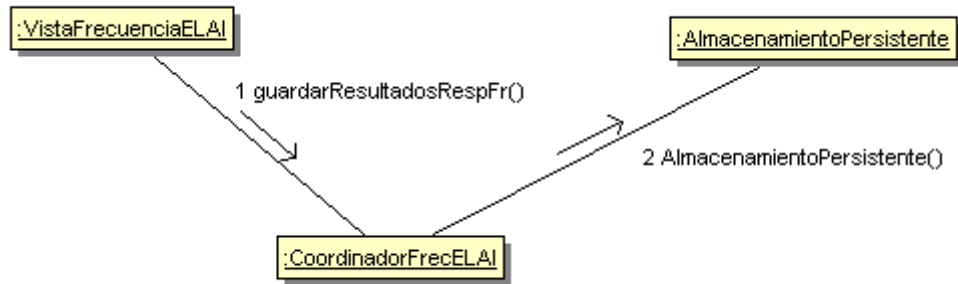 :VistaFrecuenciaELAI
:AlmacenamientoPersistente
1 guardarResultadosRespFr()
2 AlmacenamientoPersistente()
:CoordinadorFrecELAI